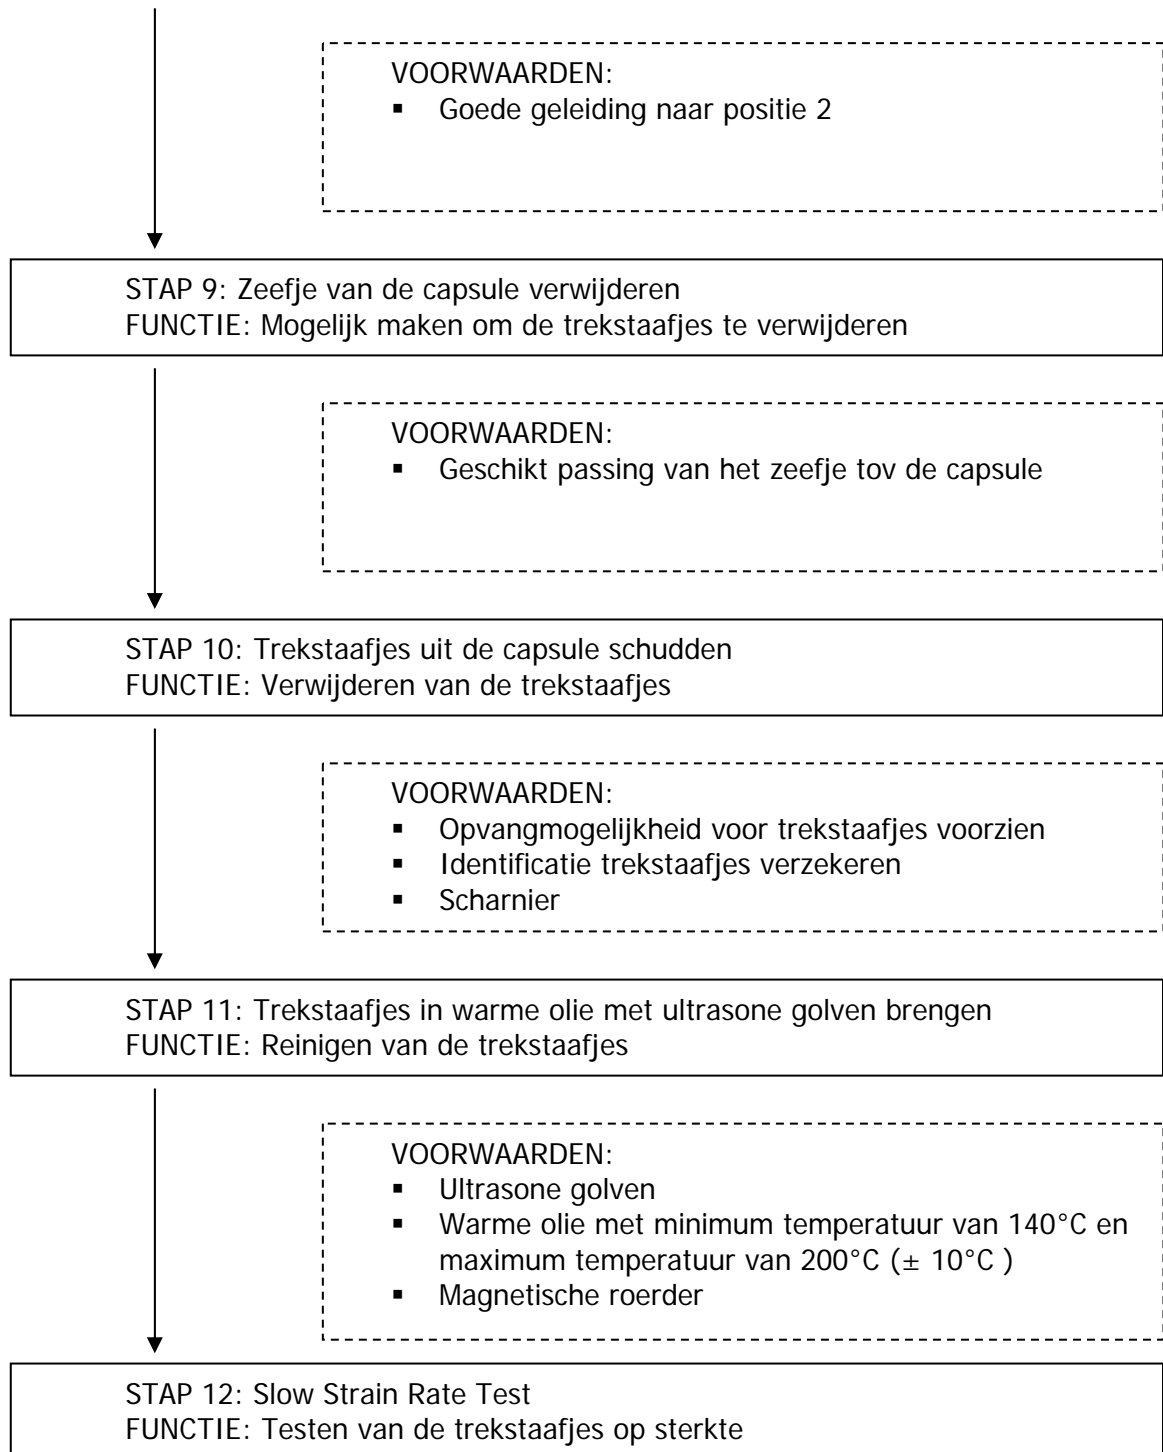 VOORWAARDEN:
▪ Goede geleiding naar positie 2
STAP 9: Zeefje van de capsule verwijderen
FUNCTIE: Mogelijk maken om de trekstaafjes te verwijderen
VOORWAARDEN:
▪ Geschikt passing van het zeefje tov de capsule
STAP 10: Trekstaafjes uit de capsule schudden
FUNCTIE: Verwijderen van de trekstaafjes
VOORWAARDEN:
▪ Opvangmogelijkheid voor trekstaafjes voorzien
▪ Identificatie trekstaafjes verzekeren
▪ Scharnier
STAP 11: Trekstaafjes in warme olie met ultrasone golven brengen
FUNCTIE: Reinigen van de trekstaafjes
VOORWAARDEN:
▪ Ultrasone golven
▪ Warme olie met minimum temperatuur van 140°C en
maximum temperatuur van 200°C (± 10°C )
▪ Magnetische roerder
STAP 12: Slow Strain Rate Test
FUNCTIE: Testen van de trekstaafjes op sterkte